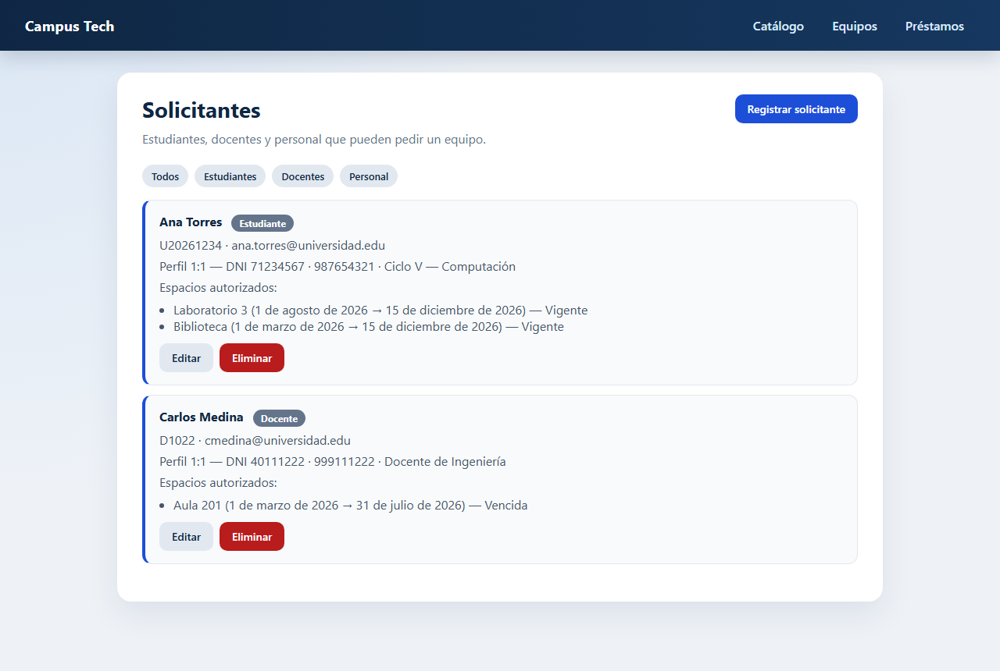 Campus Tech
Catálogo
Equipos
Préstamos
Solicitantes
Registrar solicitante
Estudiantes, docentes y personal que pueden pedir un equipo.
Todos
Estudiantes
Docentes
Personal
Ana Torres Estudiante
U20261234 · ana.torres@universidad.edu
Perfil 1:1 — DNI 71234567 · 987654321 · Ciclo V — Computación
Espacios autorizados:
Laboratorio 3 (1 de agosto de 2026 → 15 de diciembre de 2026) — Vigente
Biblioteca (1 de marzo de 2026 → 15 de diciembre de 2026) — Vigente
Editar
Eliminar
Carlos Medina Docente
D1022 · cmedina@universidad.edu
Perfil 1:1 — DNI 40111222 · 999111222 · Docente de Ingeniería
Espacios autorizados:
Aula 201 (1 de marzo de 2026 → 31 de julio de 2026) — Vencida
Editar
Eliminar